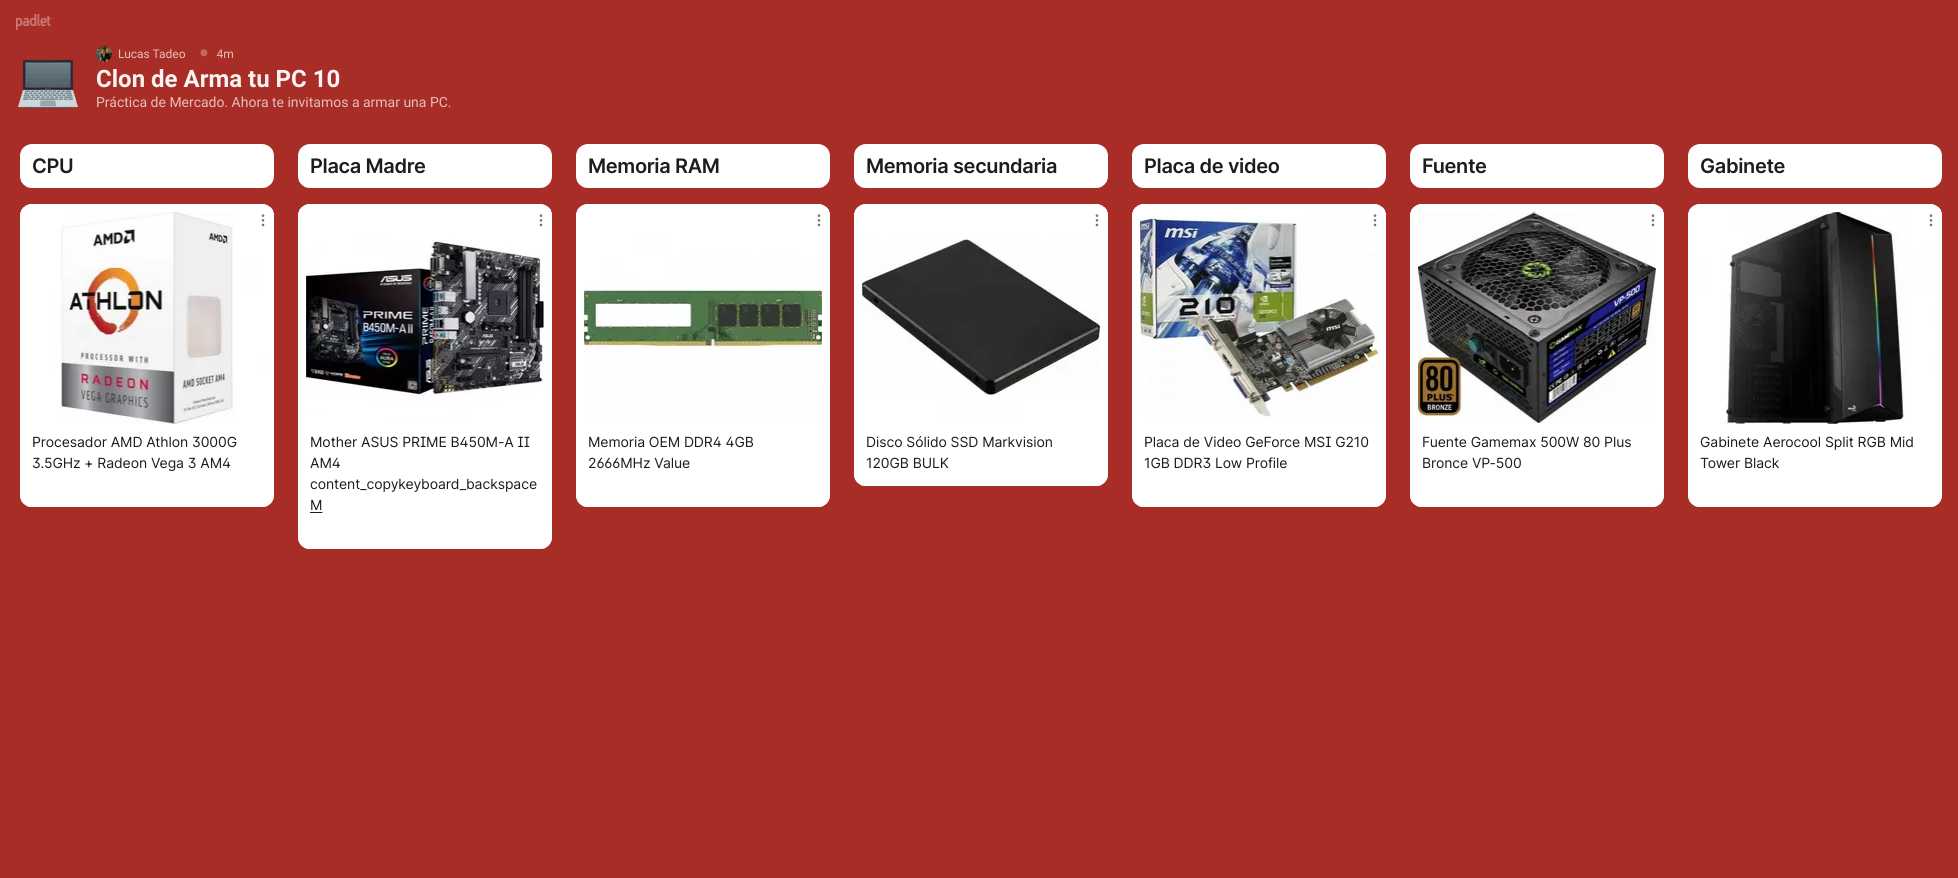 padlet
Lucas Tadeo • 4m
Clon de Arma tu PC 10
Práctica de Mercado. Ahora te invitamos a armar una PC.
CPU
AMD
AMD
ATHLON
PROCESSOR WITH
RADEON
VEGA GRAPHICS
AMD SOCKET AM4
Procesador AMD Athlon 3000G
3.5GHz + Radeon Vega 3 AM4
Placa Madre
ASUS
PRIME
B450M-A II
PRIME
Mother ASUS PRIME B450M-A II
AM4
content_copykeyboard_backspace
M
Memoria RAM
Memoria OEM DDR4 4GB
2666MHz Value
Memoria secundaria
Disco Sólido SSD Markvision
120GB BULK
Placa de video
msi
210
msi
Placa de Video GeForce MSI G210
1GB DDR3 Low Profile
Fuente
VP-500
GAMEMAX
80
PLUS
BRONZE
Fuente Gamemax 500W 80 Plus
Bronce VP-500
Gabinete
Gabinete Aerocool Split RGB Mid
Tower Black